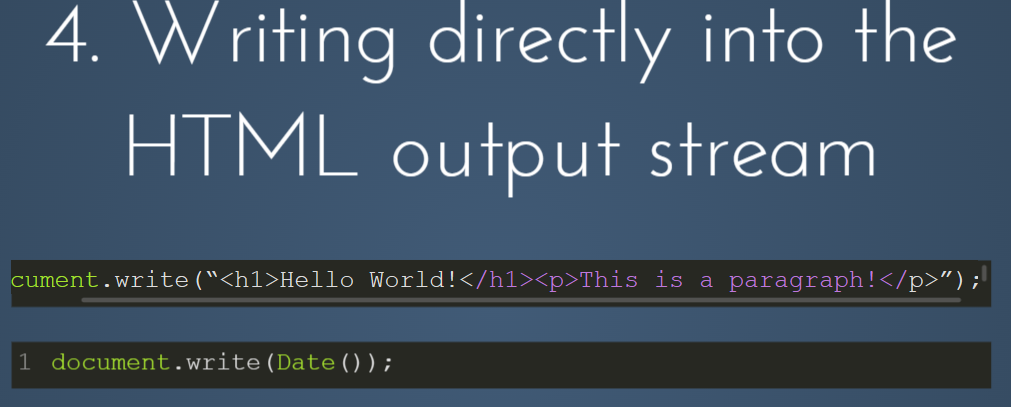 4. Writing directly into the
HTML output stream
cument.write(“<h1>Hello World!</h1><p>This is a paragraph!</p>”);
1 document.write(Date());